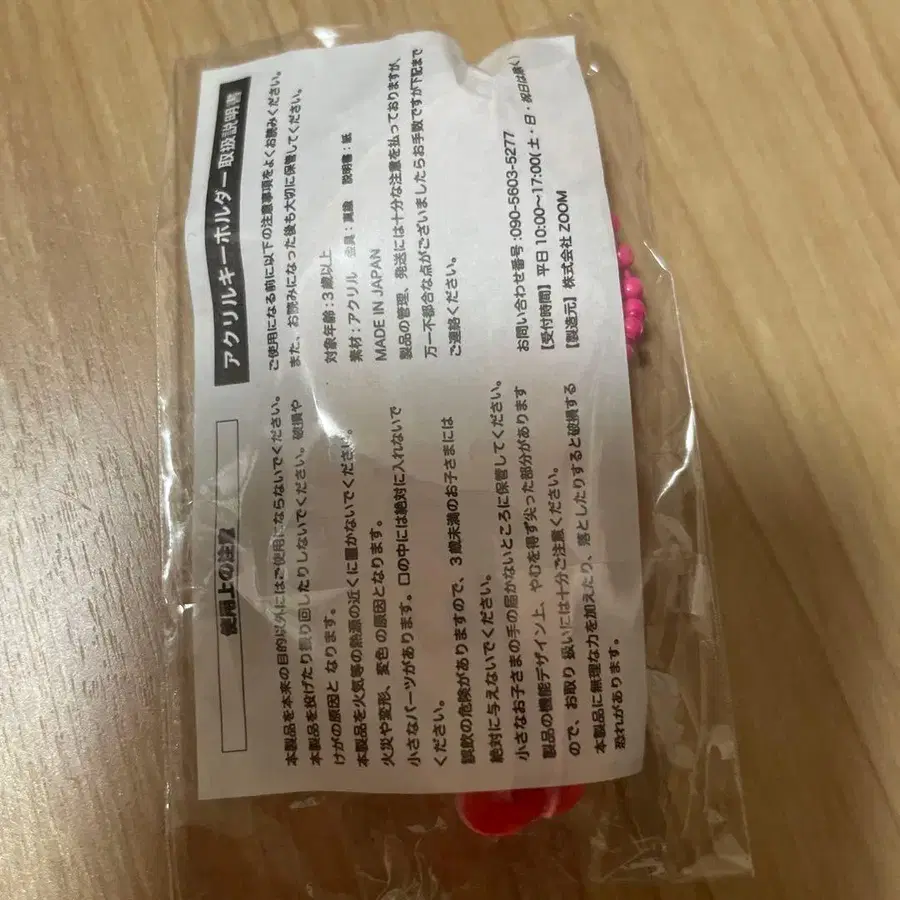 アクリルキーホルダー取扱説明書
ご使用になる前に以下の注意事項をよくお読みください。
また、お読みになった後も大切に保管してください。
対象年齢:3歳以上
素材:アクリル 金具:真鍮 説明書:紙
MADE IN JAPAN
製品の管理、発送には十分な注意を払っておりますが、
万一不都合な点がございましたらお手数ですが下記まで
ご連絡ください。
お問い合わせ番号:090-5603-5277
【受付時間】平日 10:00〜17:00(土・日・祝日は除く)
【製造元】株式会社 ZOOM
使用上の注意
本製品を本来の目的以外にはご使用にならないでください。
本製品を投げたり振り回したりしないでください。破損や
けがの原因と なります。
本製品を火気等の熱源の近くに置かないでください。
火災や変形、変色の原因となります。
小さなパーツがあります。口の中には絶対に入れないで
ください。
誤飲の危険がありますので、3歳未満のお子さまには
絶対に与えないでください。
小さなお子さまの手の届かないところに保管してください。
製品の機能デザイン上、やむを得ず尖った部分があります
ので、お取り 扱いには十分ご注意ください。
本製品に無理な力を加えたり、落としたりすると破損する
恐れがあります。